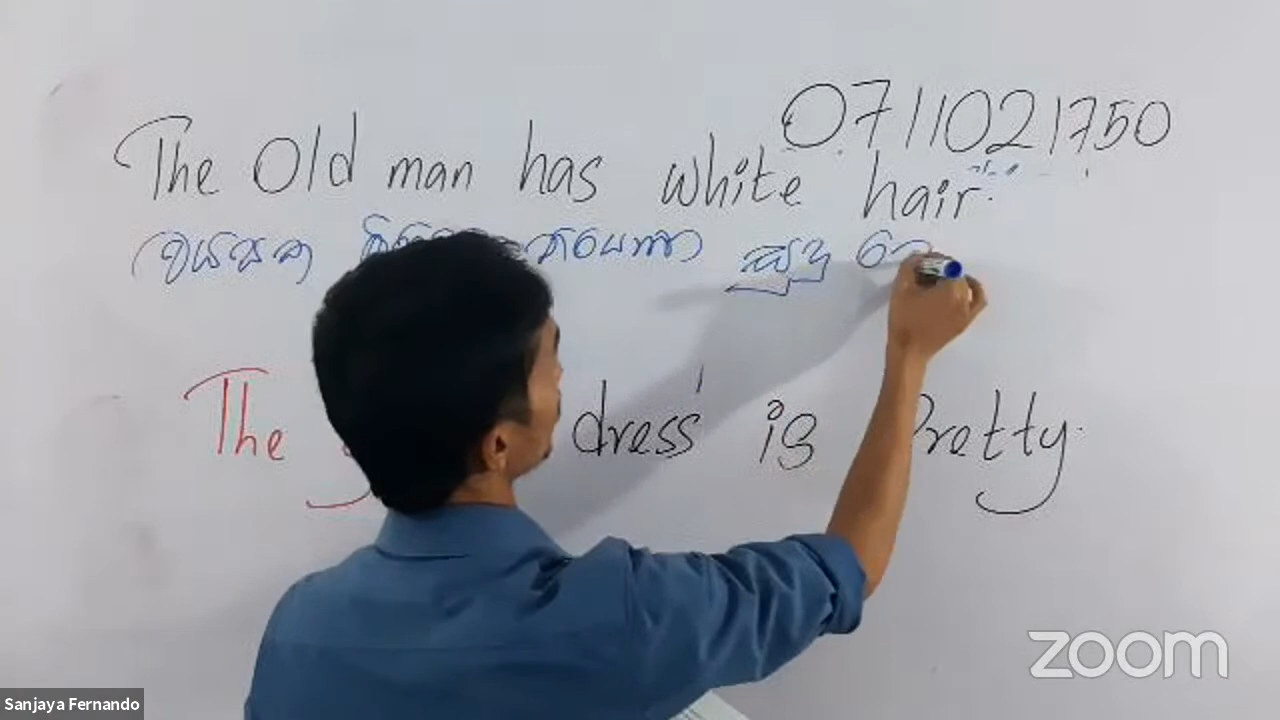 0711021750
The Old man has white hair.
වයසක සුදු
The dress is Pretty.
zoom
Sanjaya Fernando